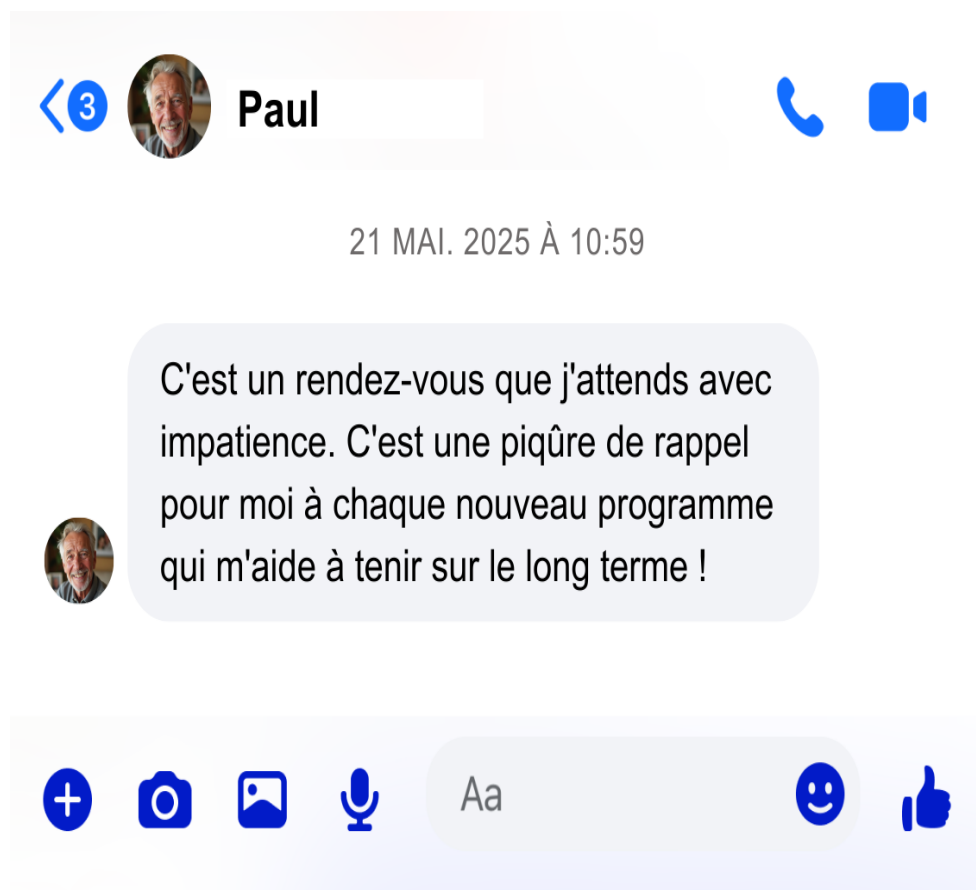 3
Paul
21 MAI. 2025 À 10:59
C'est un rendez-vous que j'attends avec
impatience. C'est une piqûre de rappel
pour moi à chaque nouveau programme
qui m'aide à tenir sur le long terme !
Aa